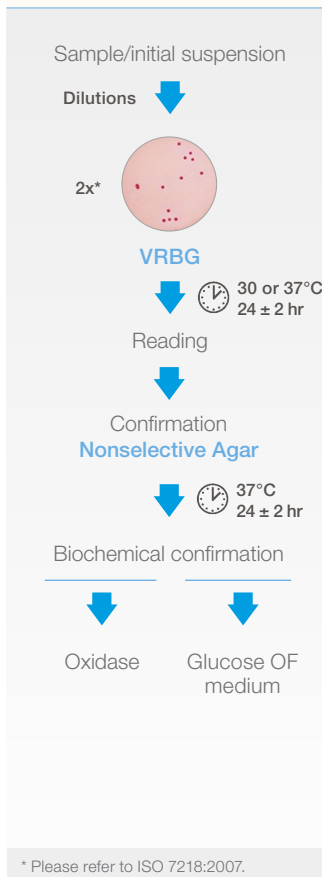 Sample/initial suspension
Dilutions
2x*
VRBG
30 or 37°C
24 ± 2 hr
Reading
Confirmation
Nonselective Agar
37°C
24 ± 2 hr
Biochemical confirmation
Oxidase
Glucose OF
medium
* Please refer to ISO 7218:2007.